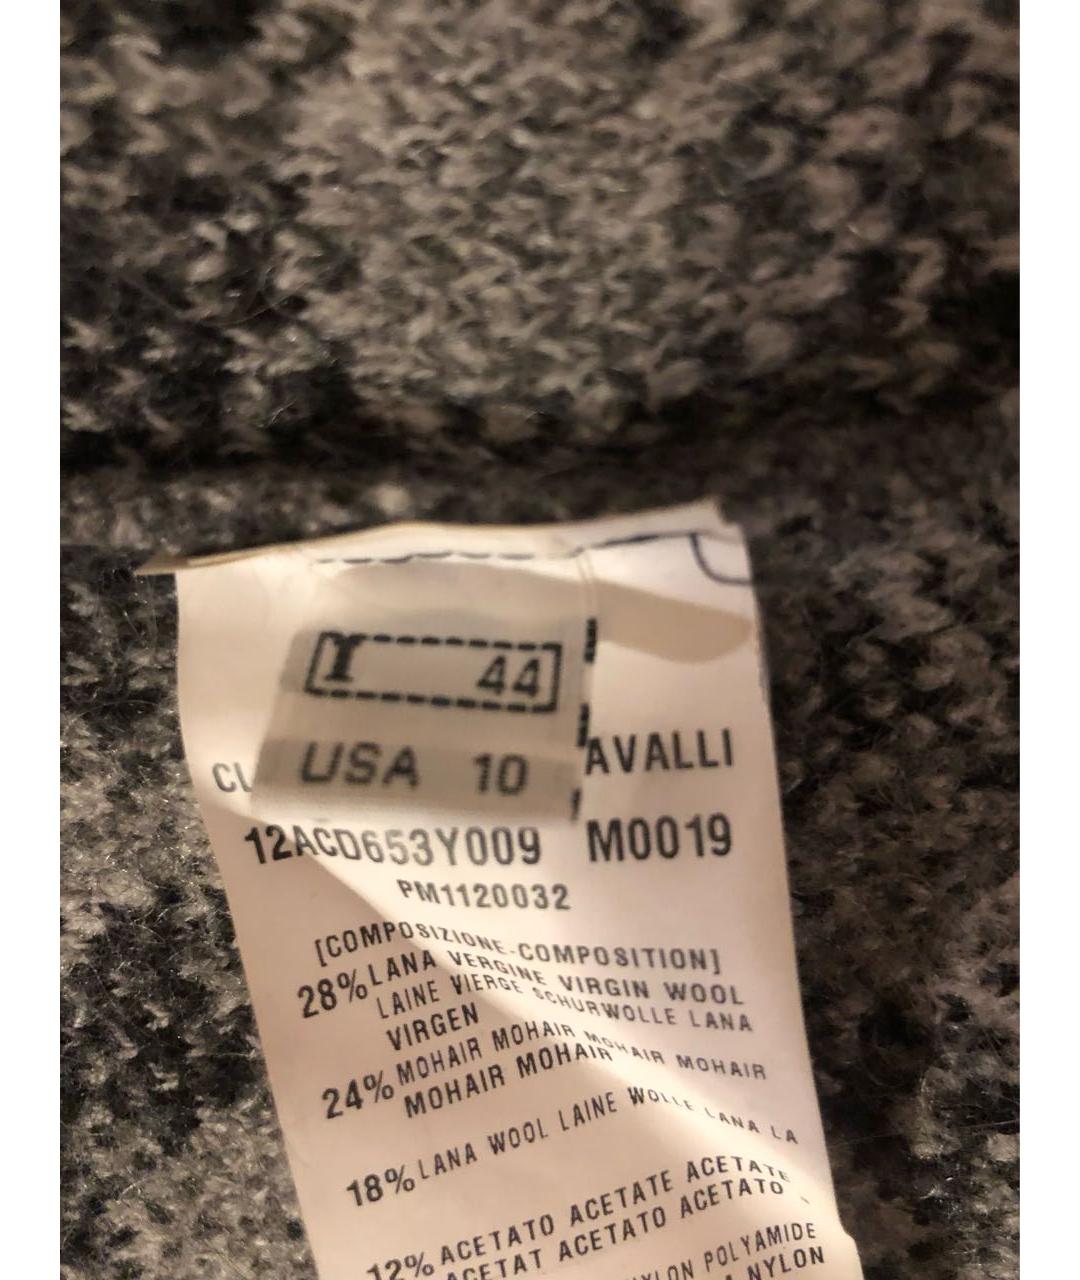 I 44
USA 10
CL AVALLI
12ACD653Y009 M0019
PM1120032
[COMPOSIZIONE-COMPOSITION]
28% LANA VERGINE VIRGIN WOOL
LAINE VIERGE SCHURWOLLE LANA
VIRGEN
24% MOHAIR MOHAIR MOHAIR MOHAIR
MOHAIR MOHAIR
18% LANA WOOL LAINE WOLLE LANA LA
12% ACETATO ACETATE ACETATE
ACETAT ACETATO ACETATO
NYLON POLYAMIDE
NYLON